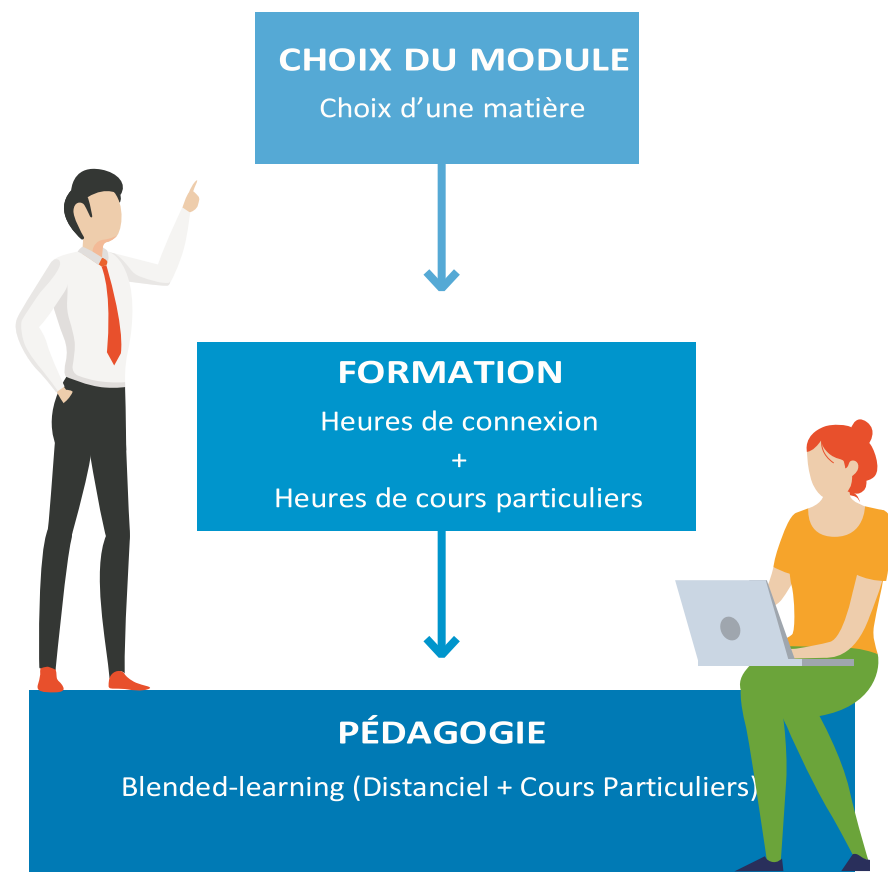 CHOIX DU MODULE
Choix d’une matière
FORMATION
Heures de connexion
+
Heures de cours particuliers
PÉDAGOGIE
Blended-learning (Distanciel + Cours Particuliers)